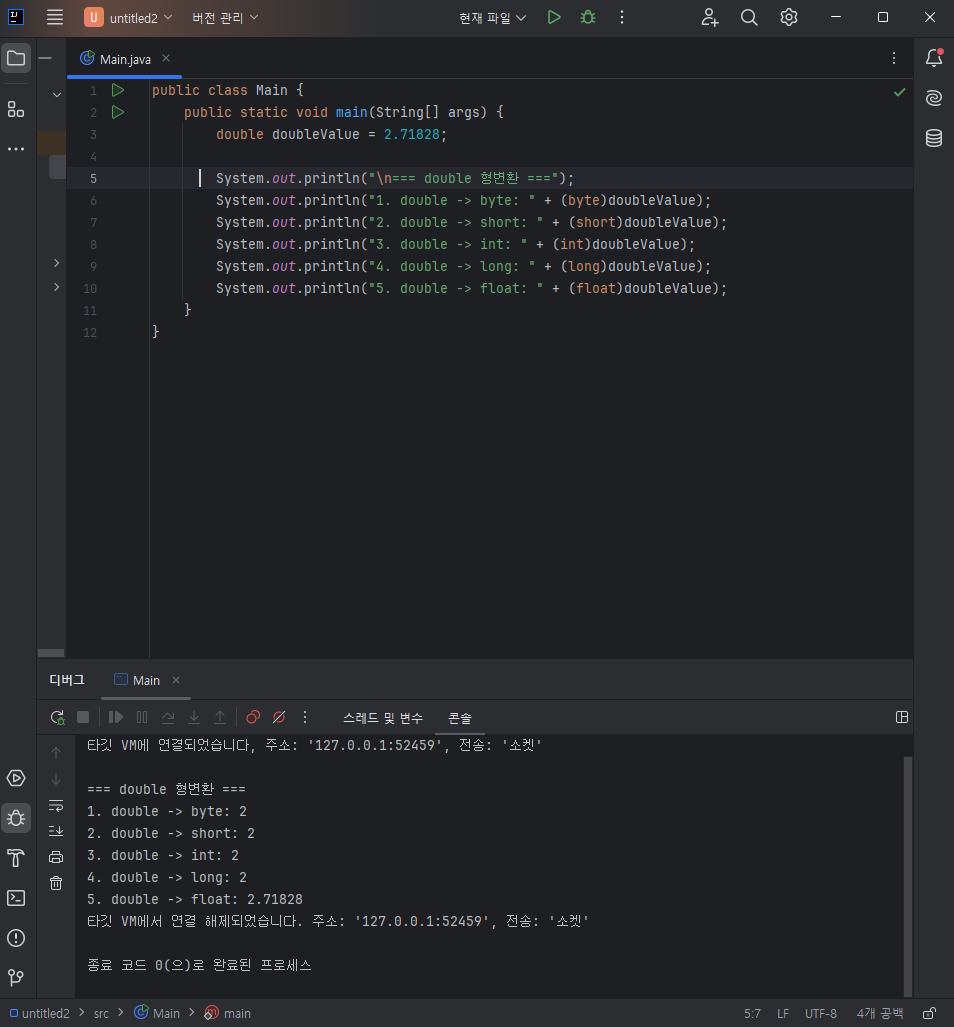 U untitled2 버전 관리 현재 파일
Main.java
1 public class Main {
2 public static void main(String[] args) {
3 double doubleValue = 2.71828;
4
5 System.out.println("\n=== double 형변환 ===");
6 System.out.println("1. double -> byte: " + (byte)doubleValue);
7 System.out.println("2. double -> short: " + (short)doubleValue);
8 System.out.println("3. double -> int: " + (int)doubleValue);
9 System.out.println("4. double -> long: " + (long)doubleValue);
10 System.out.println("5. double -> float: " + (float)doubleValue);
11 }
12 }
디버그 Main
스레드 및 변수 콘솔
타깃 VM에 연결되었습니다, 주소: '127.0.0.1:52459', 전송: '소켓'
=== double 형변환 ===
1. double -> byte: 2
2. double -> short: 2
3. double -> int: 2
4. double -> long: 2
5. double -> float: 2.71828
타깃 VM에서 연결 해제되었습니다. 주소: '127.0.0.1:52459', 전송: '소켓'
종료 코드 0(으)로 완료된 프로세스
untitled2 > src > Main > main 5:7 LF UTF-8 4개 공백